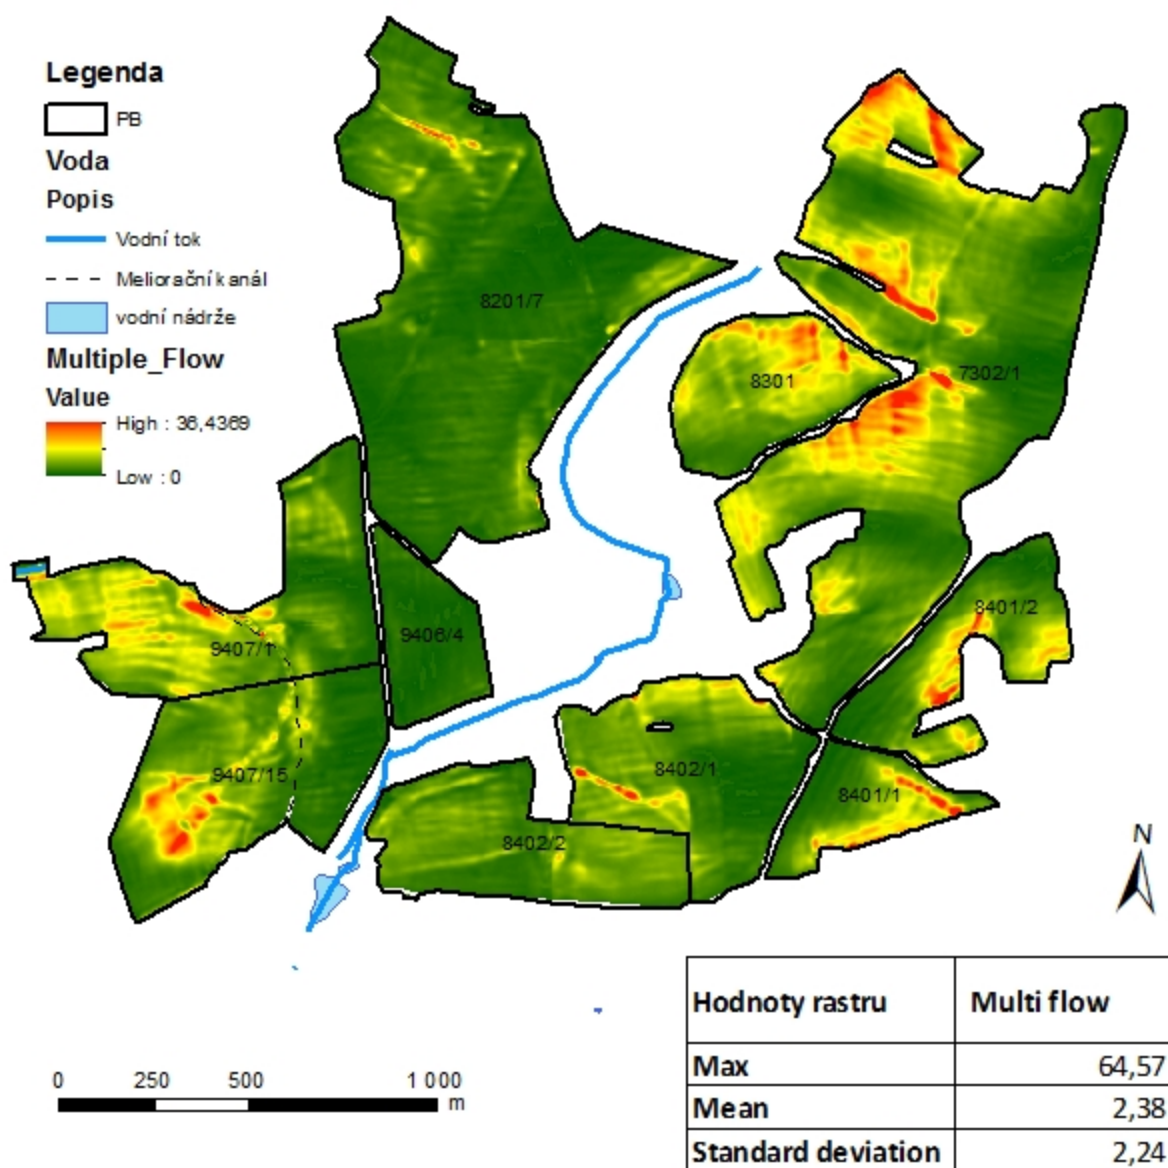 Legenda
PB
Voda
Popis
Vodní tok
Meliorační kanál
vodní nádrže
Multiple_Flow
Value
High : 36,4369
Low : 0
8201/7
8301
7302/1
8401/2
9406/4
9407/1
9407/15
8402/1
8401/1
8402/2
N
0 250 500 1 000
m
Hodnoty rastru Multi flow
Max 64,57
Mean 2,38
Standard deviation 2,24